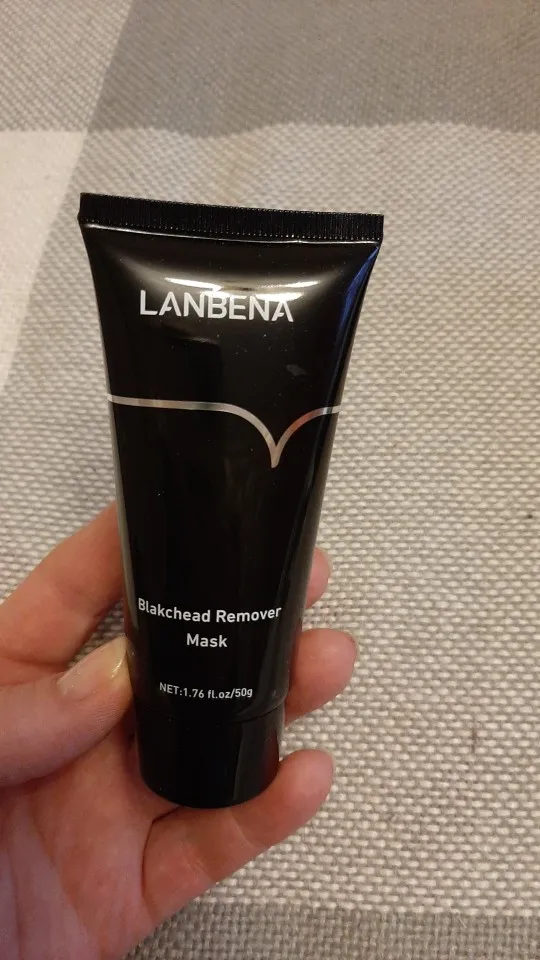 LANBENA
Blakchead Remover
Mask
NET:1.76 fl.oz/50g